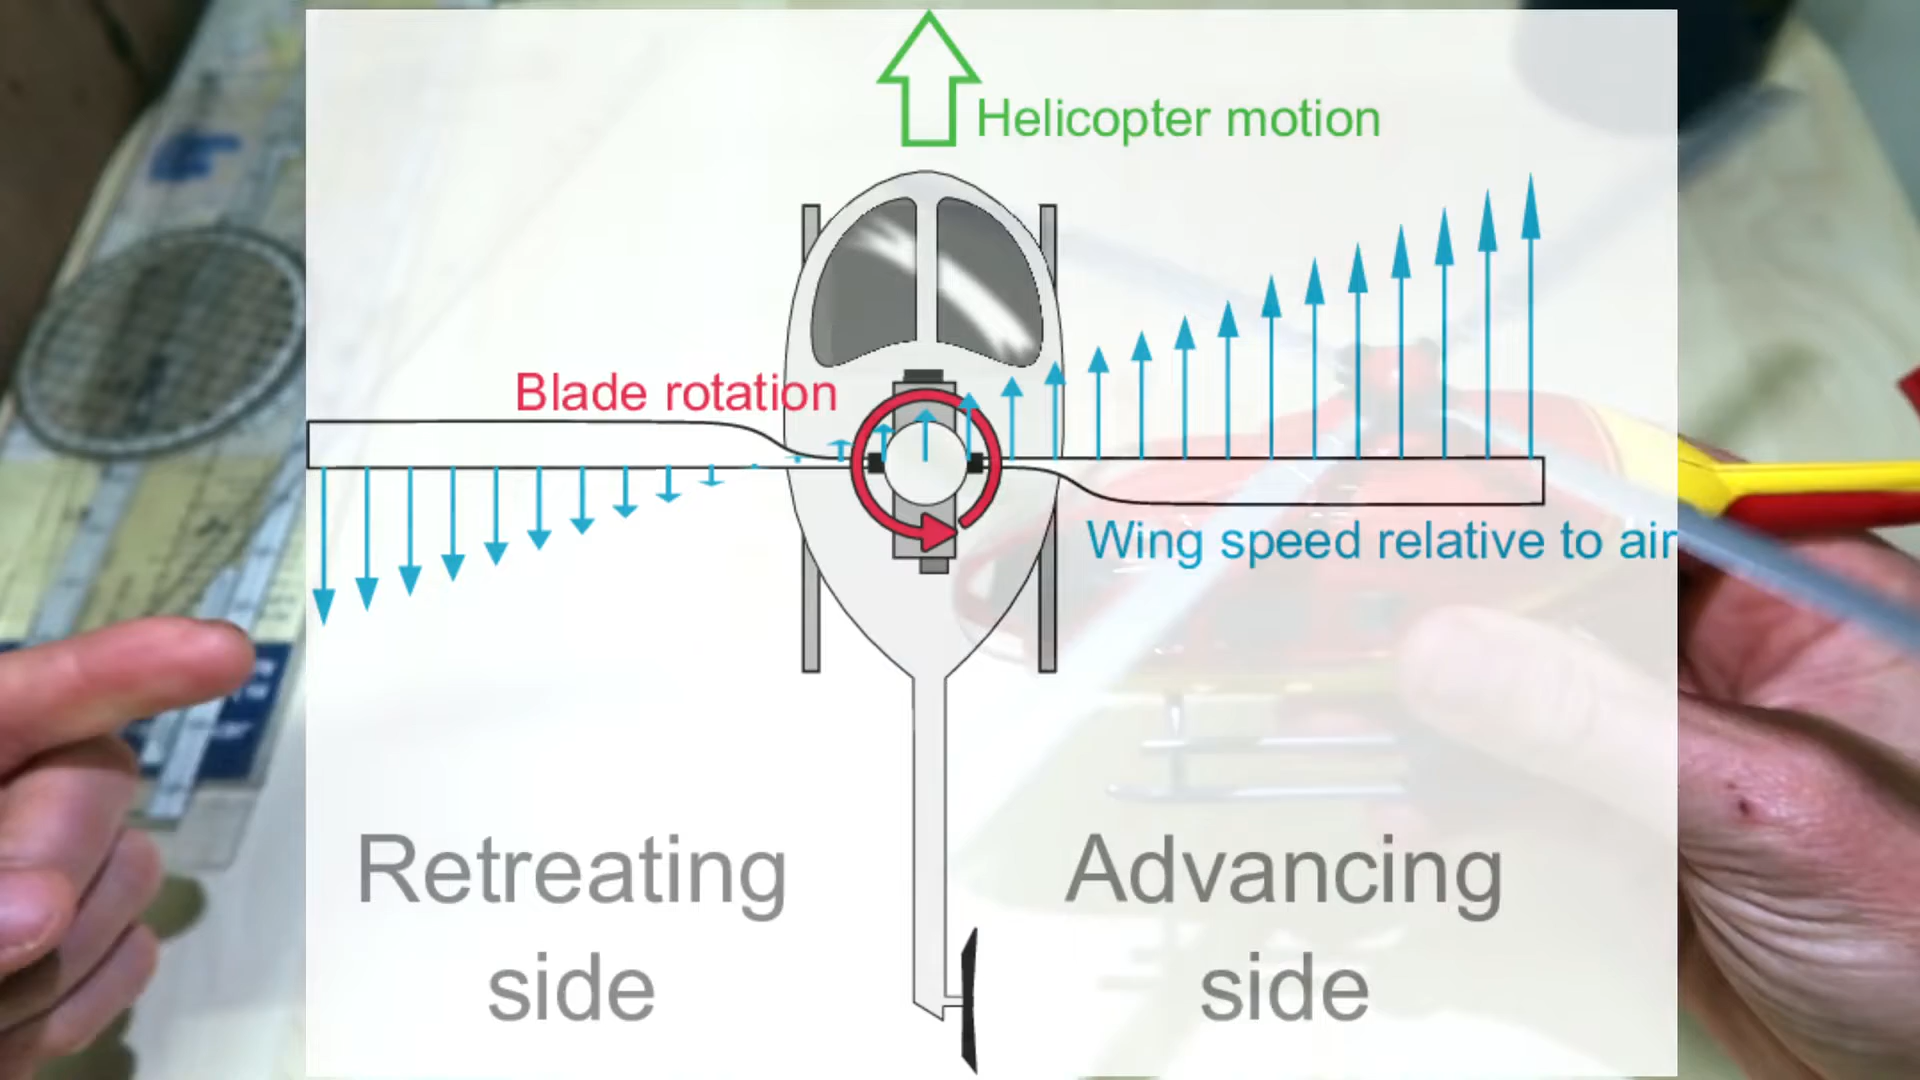 Helicopter motion
Blade rotation
Wing speed relative to air
Retreating
side
Advancing
side